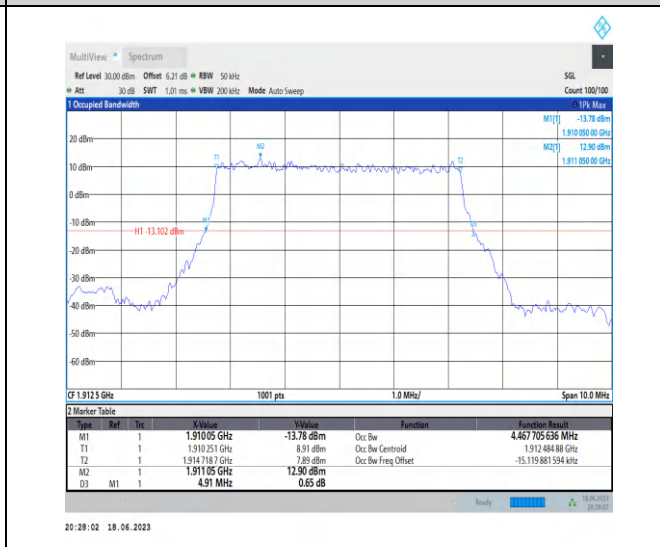 MultiView Spectrum
Ref Level 30.00 dBm Offset 6.21 dB RBW 50 kHz SGL
Att 30 dB SWT 1.01 ms VBW 200 kHz Mode Auto Sweep Count 100/100
1 Occupied Bandwidth 1Pk Max
M1[1] -13.78 dBm
1.910 050 00 GHz
M2[1] 12.90 dBm
1.911 050 00 GHz
20 dBm
M2
T1 T2
10 dBm
0 dBm
-10 dBm
M1
H1 -13.102 dBm
-20 dBm
-30 dBm
-40 dBm
-50 dBm
-60 dBm
CF 1.912 5 GHz 1001 pts 1.0 MHz/ Span 10.0 MHz
2 Marker Table
Type Ref Trc X-Value Y-Value Function Function Result
M1 1 1.910 05 GHz -13.78 dBm Occ Bw 4.467 705 636 MHz
T1 1 1.910 251 GHz 8.91 dBm Occ Bw Centroid 1.912 484 88 GHz
T2 1 1.914 718 7 GHz 7.89 dBm Occ Bw Freq Offset -15.119 881 594 kHz
M2 1 1.911 05 GHz 12.90 dBm
D3 M1 1 4.91 MHz 0.65 dB
Ready 18.06.2023
20:28:02
20:28:02 18.06.2023